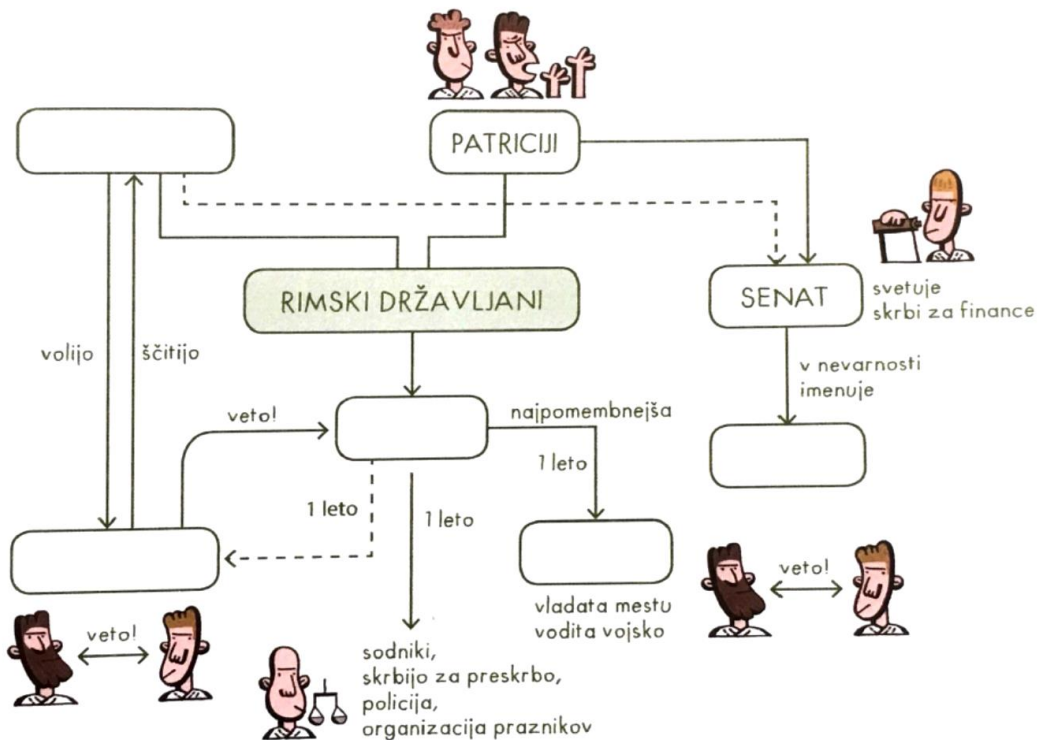 PATRICIJI
RIMSKI DRŽAVLJANI
SENAT
svetuje
skrbi za finance
volijo
ščitijo
v nevarnosti
imenuje
veto!
najpomembnejša
1 leto
1 leto
1 leto
vladata mestu
vodita vojsko
veto!
veto!
sodniki,
skrbijo za preskrbo,
policija,
organizacija praznikov